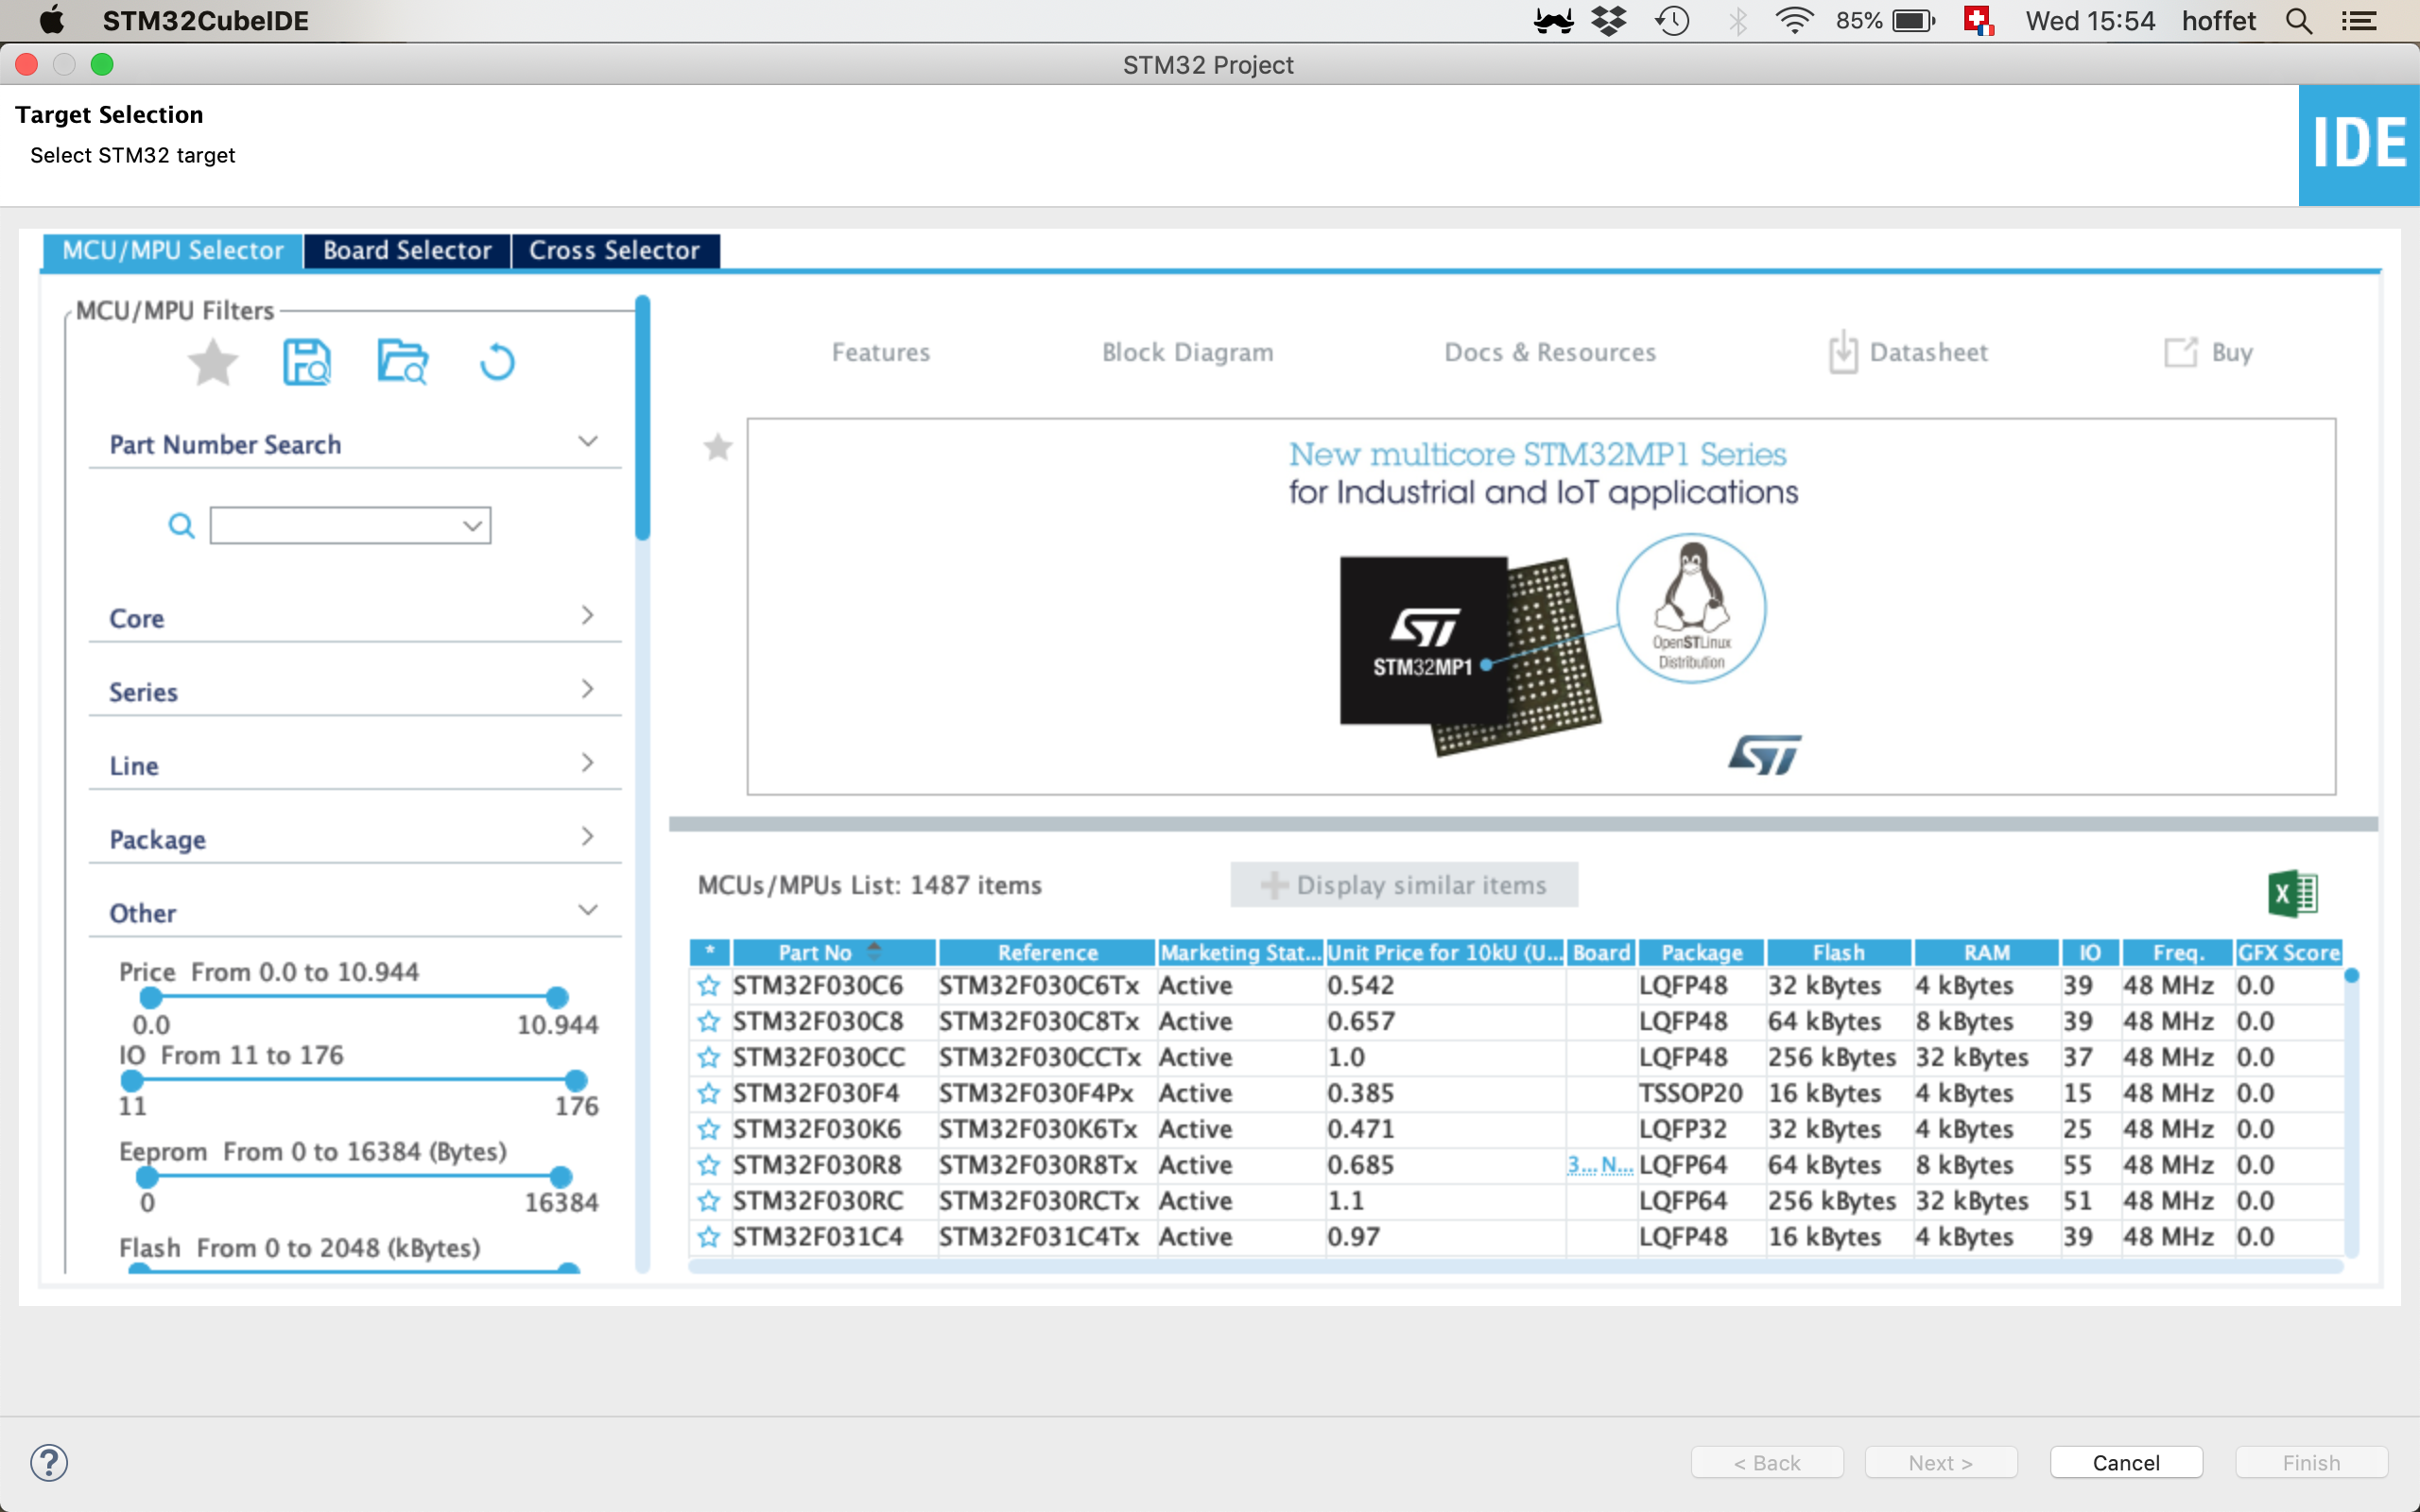 STM32CubeIDE 85% Wed 15:54 hoffet
STM32 Project
Target Selection
Select STM32 target
IDE
MCU/MPU Selector Board Selector Cross Selector
MCU/MPU Filters
Features Block Diagram Docs & Resources Datasheet Buy
Part Number Search
New multicore STM32MP1 Series
for Industrial and IoT applications
ST
STM32MP1
OpenSTLinux
Distribution
ST
Core
Series
Line
Package
Other
Price From 0.0 to 10.944
0.0 10.944
IO From 11 to 176
11 176
Eeprom From 0 to 16384 (Bytes)
0 16384
Flash From 0 to 2048 (kBytes)
MCUs/MPUs List: 1487 items Display similar items
* Part No Reference Marketing Stat... Unit Price for 10kU (U... Board Package Flash RAM IO Freq. GFX Score
STM32F030C6 STM32F030C6Tx Active 0.542 LQFP48 32 kBytes 4 kBytes 39 48 MHz 0.0
STM32F030C8 STM32F030C8Tx Active 0.657 LQFP48 64 kBytes 8 kBytes 39 48 MHz 0.0
STM32F030CC STM32F030CCTx Active 1.0 LQFP48 256 kBytes 32 kBytes 37 48 MHz 0.0
STM32F030F4 STM32F030F4Px Active 0.385 TSSOP20 16 kBytes 4 kBytes 15 48 MHz 0.0
STM32F030K6 STM32F030K6Tx Active 0.471 LQFP32 32 kBytes 4 kBytes 25 48 MHz 0.0
STM32F030R8 STM32F030R8Tx Active 0.685 3... N... LQFP64 64 kBytes 8 kBytes 55 48 MHz 0.0
STM32F030RC STM32F030RCTx Active 1.1 LQFP64 256 kBytes 32 kBytes 51 48 MHz 0.0
STM32F031C4 STM32F031C4Tx Active 0.97 LQFP48 16 kBytes 4 kBytes 39 48 MHz 0.0
? < Back Next > Cancel Finish